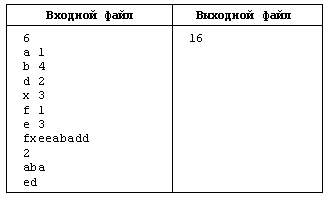 Входной файл Выходной файл
6 16
a 1
b 4
d 2
x 3
f 1
e 3
fxeeabadd
2
aba
ed